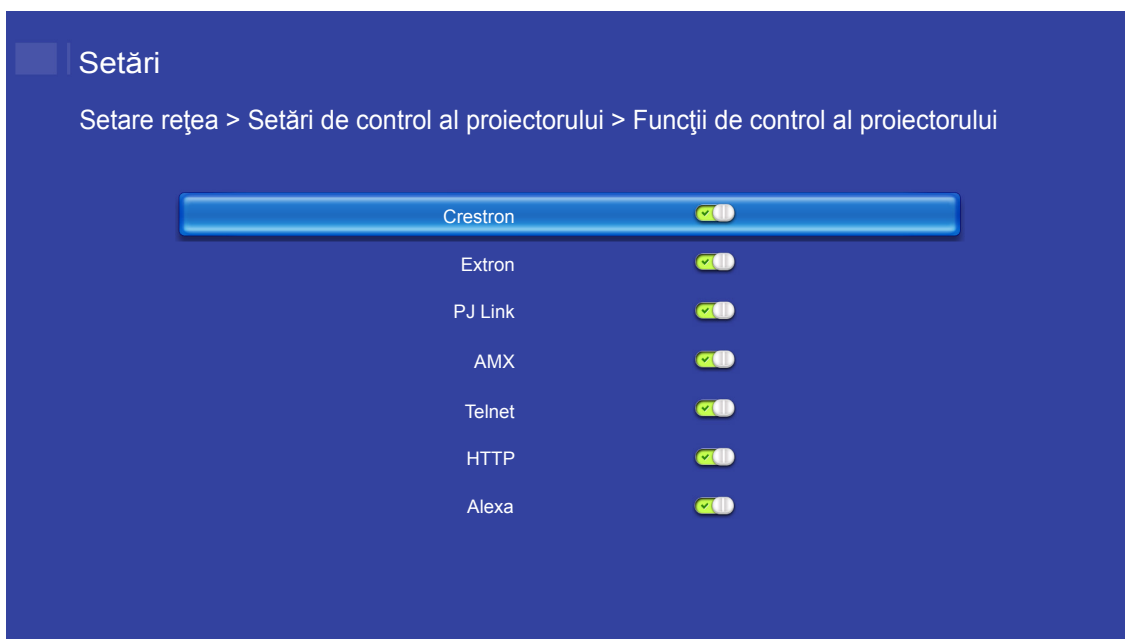 Setări
Setare reţea > Setări de control al proiectorului > Funcţii de control al proiectorului
Crestron
Extron
PJ Link
AMX
Telnet
HTTP
Alexa